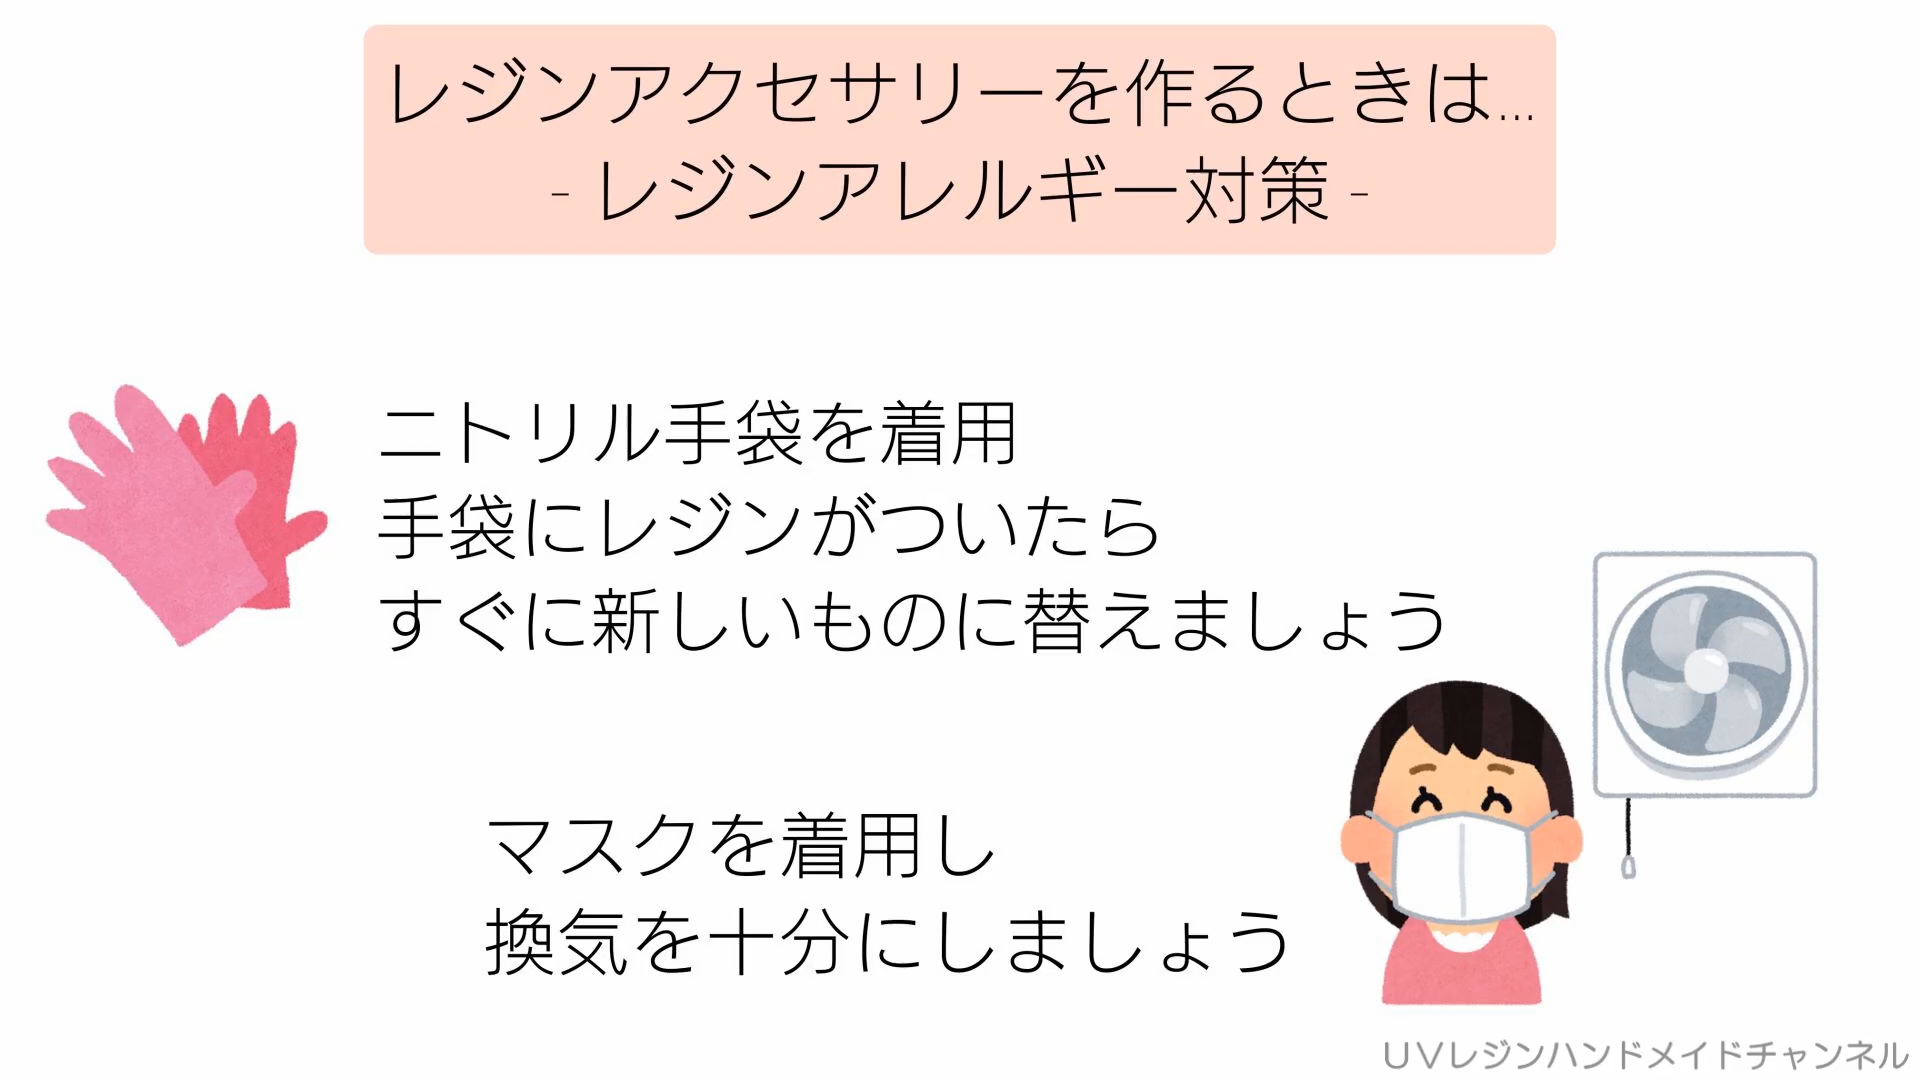 レジンアクセサリーを作るときは...
- レジンアレルギー対策 -
ニトリル手袋を着用
手袋にレジンがついたら
すぐに新しいものに替えましょう
マスクを着用し
換気を十分にしましょう
UVレジンハンドメイドチャンネル